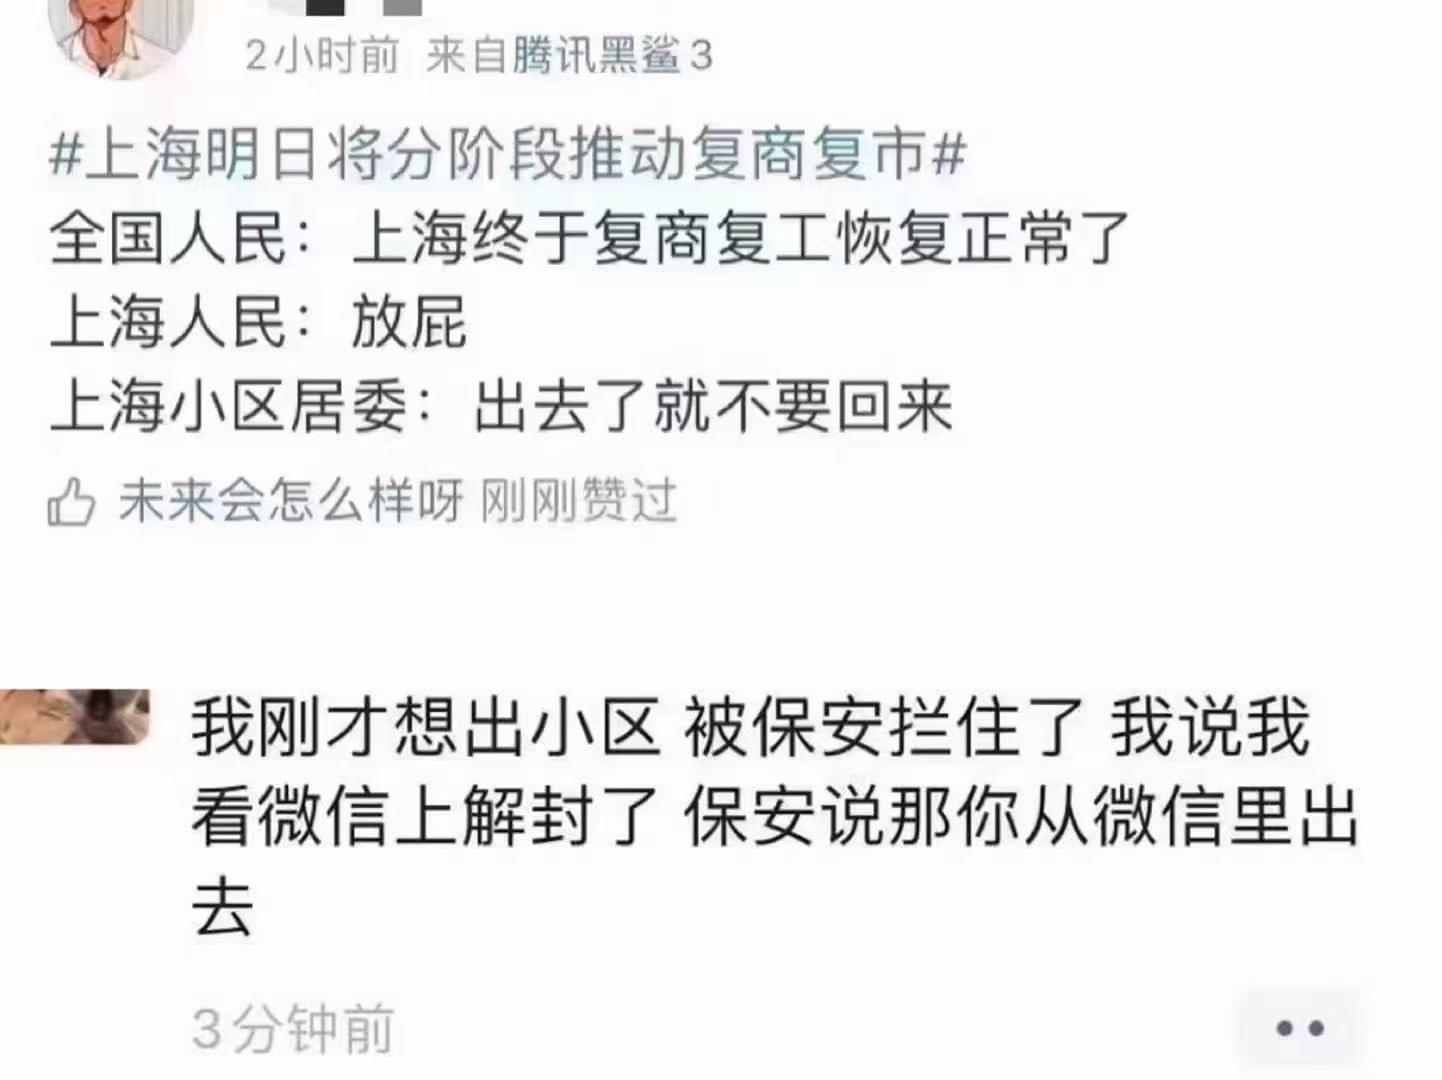 2小时前 来自腾讯黑鲨3
#上海明日将分阶段推动复商复市#
全国人民：上海终于复商复工恢复正常了
上海人民：放屁
上海小区居委：出去了就不要回来
未来会怎么样呀 刚刚赞过
我刚才想出小区 被保安拦住了 我说我
看微信上解封了 保安说那你从微信里出
去
3分钟前